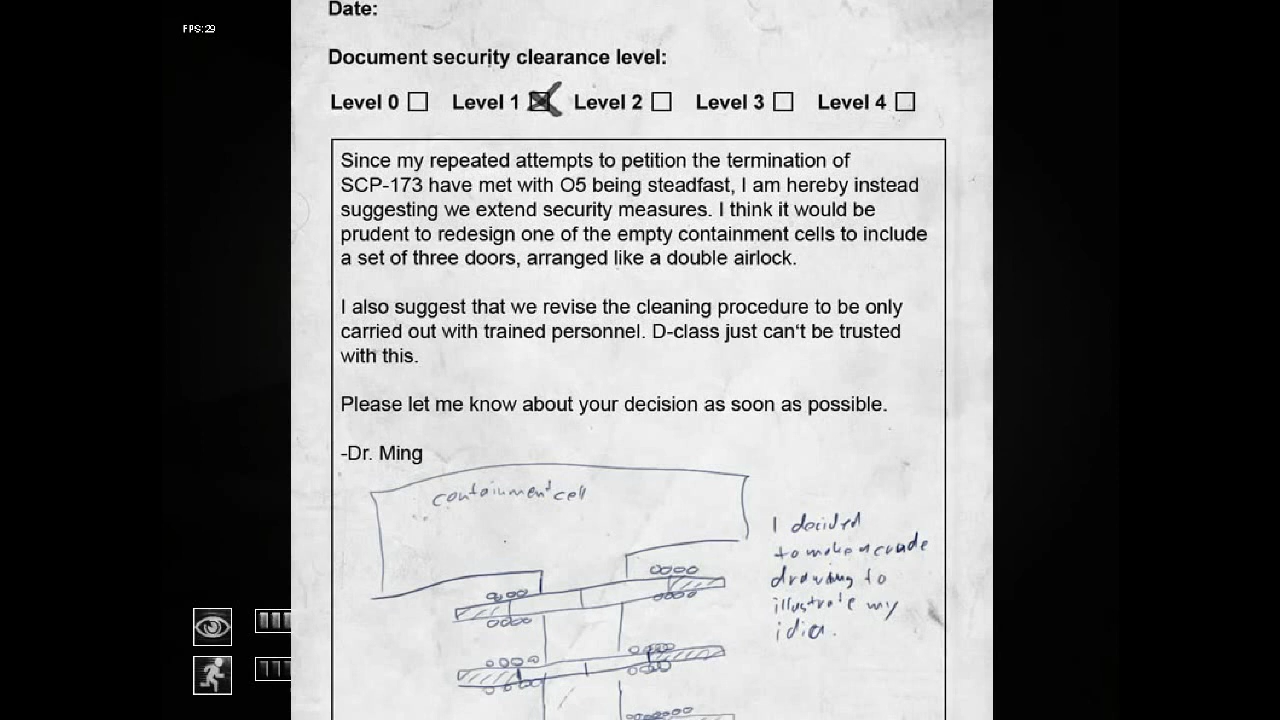 FPS:29
Date:
Document security clearance level:
Level 0 Level 1 Level 2 Level 3 Level 4
Since my repeated attempts to petition the termination of
SCP-173 have met with O5 being steadfast, I am hereby instead
suggesting we extend security measures. I think it would be
prudent to redesign one of the empty containment cells to include
a set of three doors, arranged like a double airlock.
I also suggest that we revise the cleaning procedure to be only
carried out with trained personnel. D-class just can't be trusted
with this.
Please let me know about your decision as soon as possible.
-Dr. Ming
containment cell
I decided
to make a crude
drawing to
illustrate my
idea.